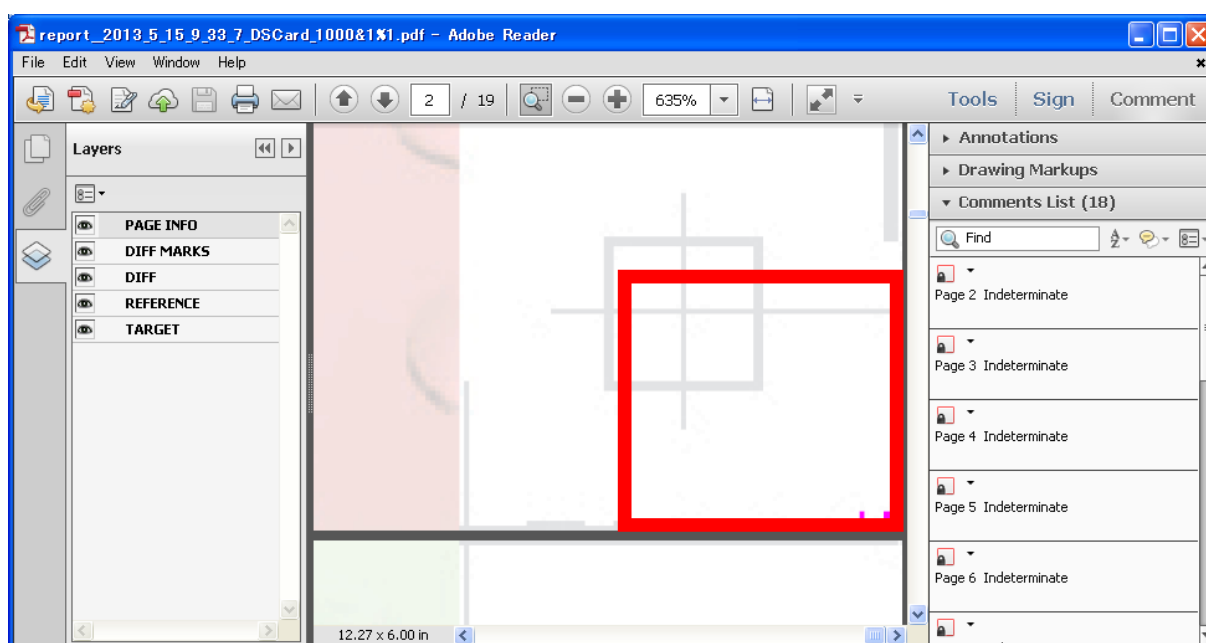 report_2013_5_15_9_33_7_DSCard_1000&1%1.pdf - Adobe Reader
File Edit View Window Help
2 / 19 635% Tools Sign Comment
Layers
PAGE INFO
DIFF MARKS
DIFF
REFERENCE
TARGET
12.27 x 6.00 in
Annotations
Drawing Markups
Comments List (18)
Find
Page 2 Indeterminate
Page 3 Indeterminate
Page 4 Indeterminate
Page 5 Indeterminate
Page 6 Indeterminate